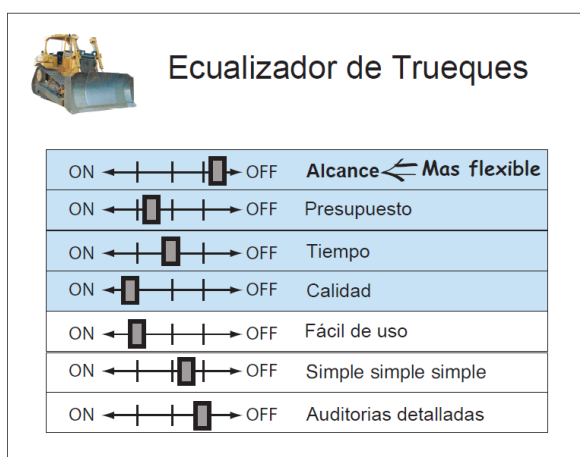 Ecualizador de Trueques
ON OFF Alcance Mas flexible
ON OFF Presupuesto
ON OFF Tiempo
ON OFF Calidad
ON OFF Fácil de uso
ON OFF Simple simple simple
ON OFF Auditorias detalladas